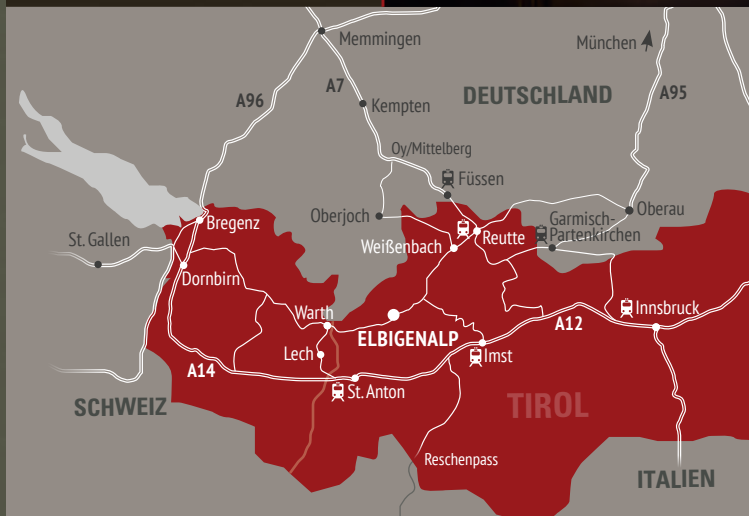 Memmingen
München
A7
A96
DEUTSCHLAND
A95
Kempten
Oy/Mittelberg
Füssen
Oberjoch
Oberau
Bregenz
Garmisch-
Partenkirchen
St. Gallen
Weißenbach
Reutte
Dornbirn
Warth
Innsbruck
ELBIGENALP
A12
Lech
Imst
A14
St. Anton
SCHWEIZ
TIROL
Reschenpass
ITALIEN